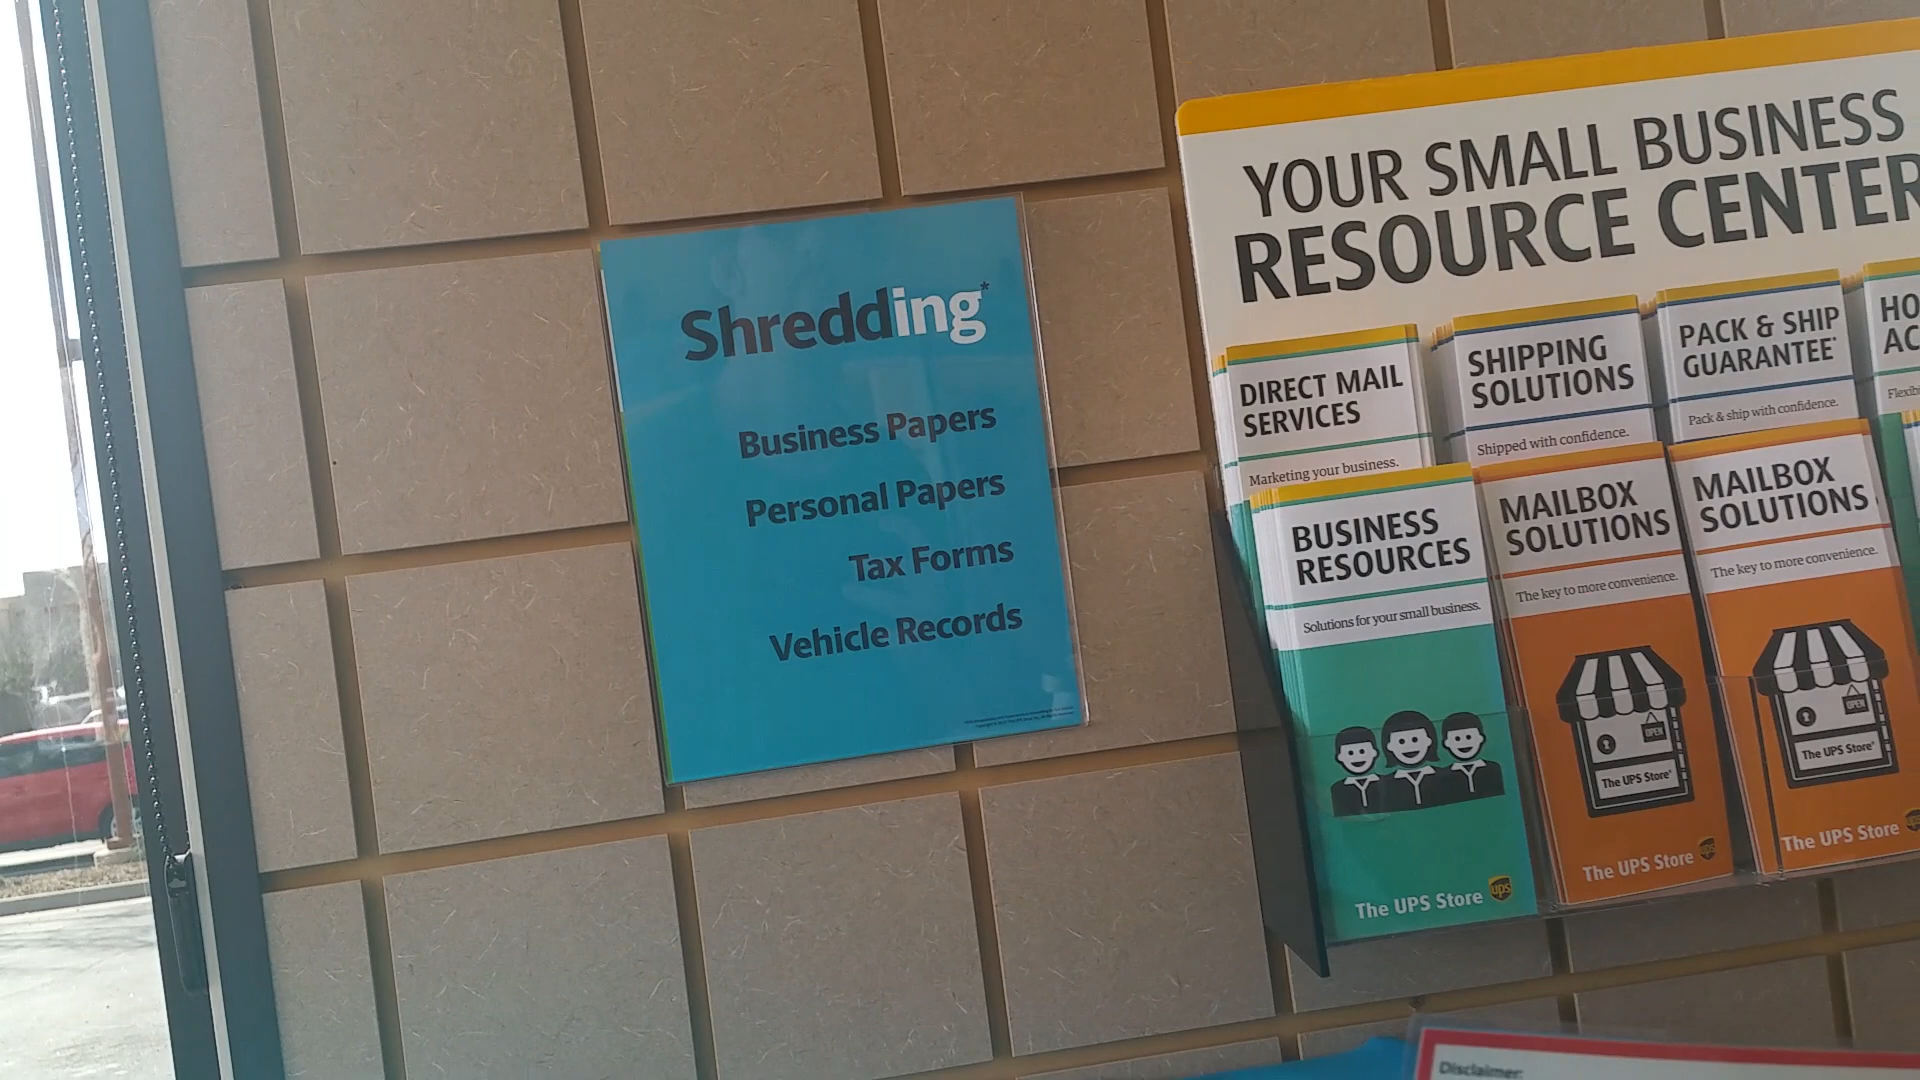 Shredding*
Business Papers
Personal Papers
Tax Forms
Vehicle Records
YOUR SMALL BUSINESS
RESOURCE CENTER
DIRECT MAIL
SERVICES
Marketing your business.
SHIPPING
SOLUTIONS
Shipped with confidence.
PACK & SHIP
GUARANTEE*
Pack & ship with confidence.
HO
AC
BUSINESS
RESOURCES
Solutions for your small business.
The UPS Store
ups
MAILBOX
SOLUTIONS
The key to more convenience.
OPEN
The UPS Store*
The UPS Store
ups
MAILBOX
SOLUTIONS
The key to more convenience.
OPEN
The UPS Store*
The UPS Store
Disclaimer: